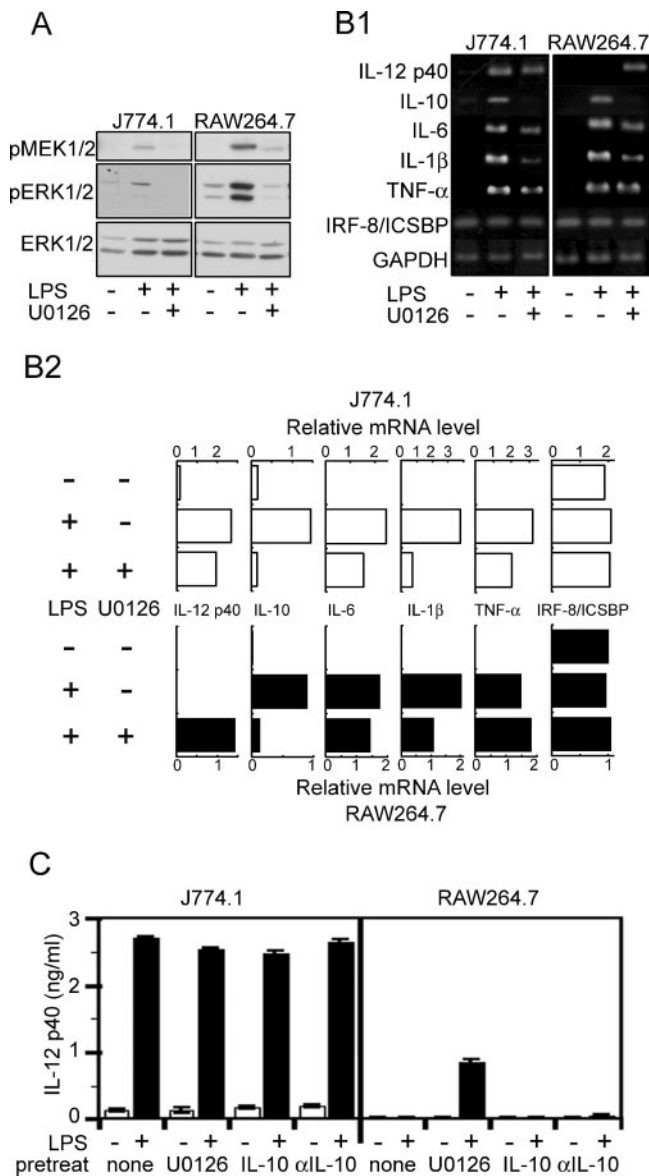 A
J774.1 RAW264.7
pMEK1/2
pERK1/2
ERK1/2
LPS - + + - + +
U0126 - - + - - +
B1
J774.1 RAW264.7
IL-12 p40
IL-10
IL-6
IL-1β
TNF-α
IRF-8/ICSBP
GAPDH
LPS - + + - + +
U0126 - - + - - +
B2
J774.1
Relative mRNA level
0 1 2 0 1 0 1 2 0 1 2 3 0 1 2 3 0 1 2
- -
+ -
+ +
LPS U0126 IL-12 p40 IL-10 IL-6 IL-1β TNF-α IRF-8/ICSBP
- -
+ -
+ +
0 1 0 1 0 1 2 0 1 2 0 1 2 0 1
Relative mRNA level
RAW264.7
C
J774.1 RAW264.7
IL-12 p40 (ng/ml)
3
2
1
0
LPS - + - + - + - + - + - + - + - +
pretreat none U0126 IL-10 αIL-10 none U0126 IL-10 αIL-10